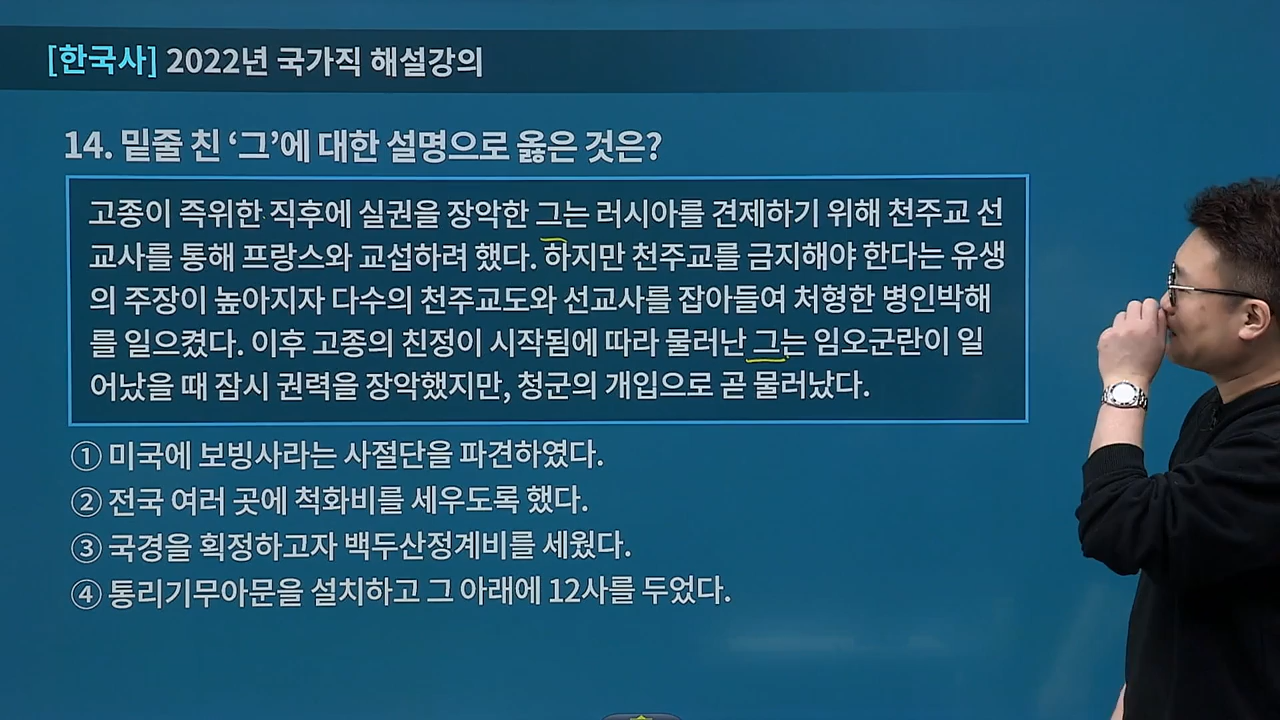 [한국사] 2022년 국가직 해설강의
14. 밑줄 친 ‘그’에 대한 설명으로 옳은 것은?
고종이 즉위한 직후에 실권을 장악한 그는 러시아를 견제하기 위해 천주교 선
교사를 통해 프랑스와 교섭하려 했다. 하지만 천주교를 금지해야 한다는 유생
의 주장이 높아지자 다수의 천주교도와 선교사를 잡아들여 처형한 병인박해
를 일으켰다. 이후 고종의 친정이 시작됨에 따라 물러난 그는 임오군란이 일
어났을 때 잠시 권력을 장악했지만, 청군의 개입으로 곧 물러났다.
① 미국에 보빙사라는 사절단을 파견하였다.
② 전국 여러 곳에 척화비를 세우도록 했다.
③ 국경을 획정하고자 백두산정계비를 세웠다.
④ 통리기무아문을 설치하고 그 아래에 12사를 두었다.